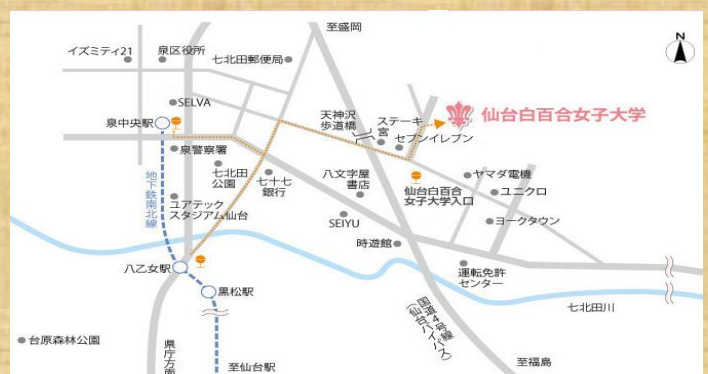 至盛岡
イズミティ21
泉区役所
七北田郵便局
N
SELVA
泉中央駅
天神沢
歩道橋
ステーキ
宮
セブンイレブン
仙台白百合女子大学
泉警察署
七北田
公園
七十七
銀行
八文字屋
書店
仙台白百合
女子大学入口
ヤマダ電機
ユニクロ
地下鉄南北線
ユアテック
スタジアム仙台
SEIYU
ヨークタウン
時遊館
八乙女駅
運転免許
センター
黒松駅
七北田川
国道4号線
(仙台バイパス)
台原森林公園
県庁方面
至仙台駅
至福島